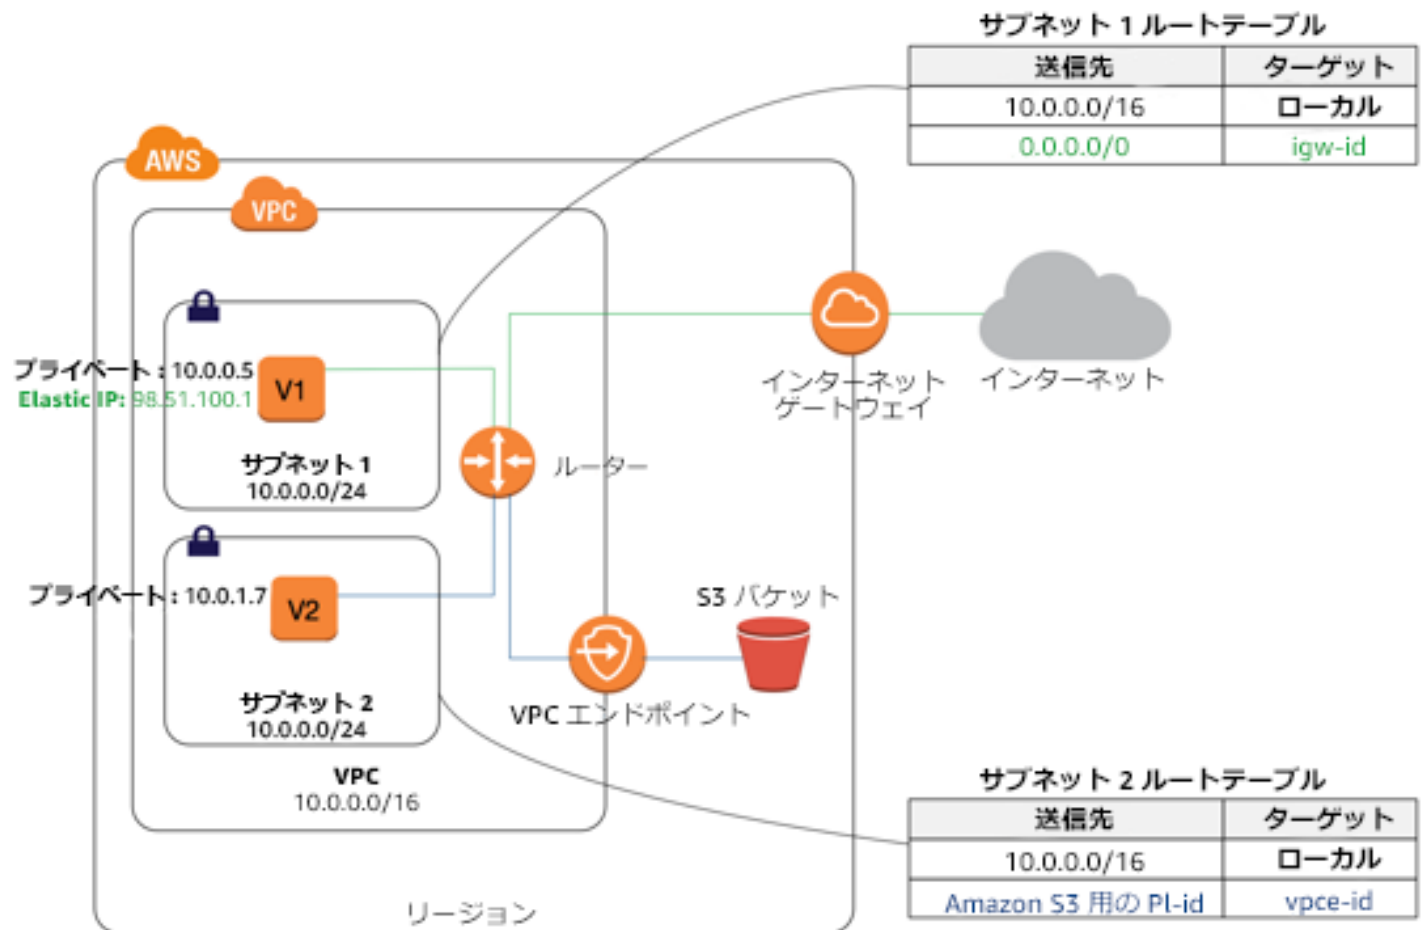 サブネット 1 ルートテーブル
送信先 ターゲット
10.0.0.0/16 ローカル
0.0.0.0/0 igw-id
AWS
VPC
プライベート : 10.0.0.5
Elastic IP: 98.51.100.1
V1
サブネット 1
10.0.0.0/24
ルーター
インターネット
ゲートウェイ
インターネット
プライベート : 10.0.1.7
V2
サブネット 2
10.0.0.0/24
S3 バケット
VPC エンドポイント
VPC
10.0.0.0/16
リージョン
サブネット 2 ルートテーブル
送信先 ターゲット
10.0.0.0/16 ローカル
Amazon S3 用の Pl-id vpce-id